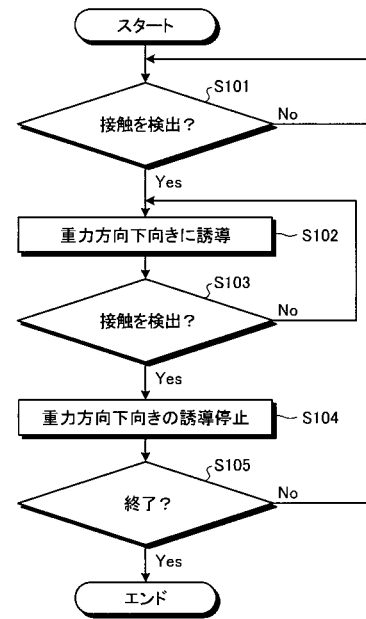 スタート
S101
接触を検出？
No
Yes
重力方向下向きに誘導
S102
S103
接触を検出？
No
Yes
重力方向下向きの誘導停止
S104
S105
終了？
No
Yes
エンド